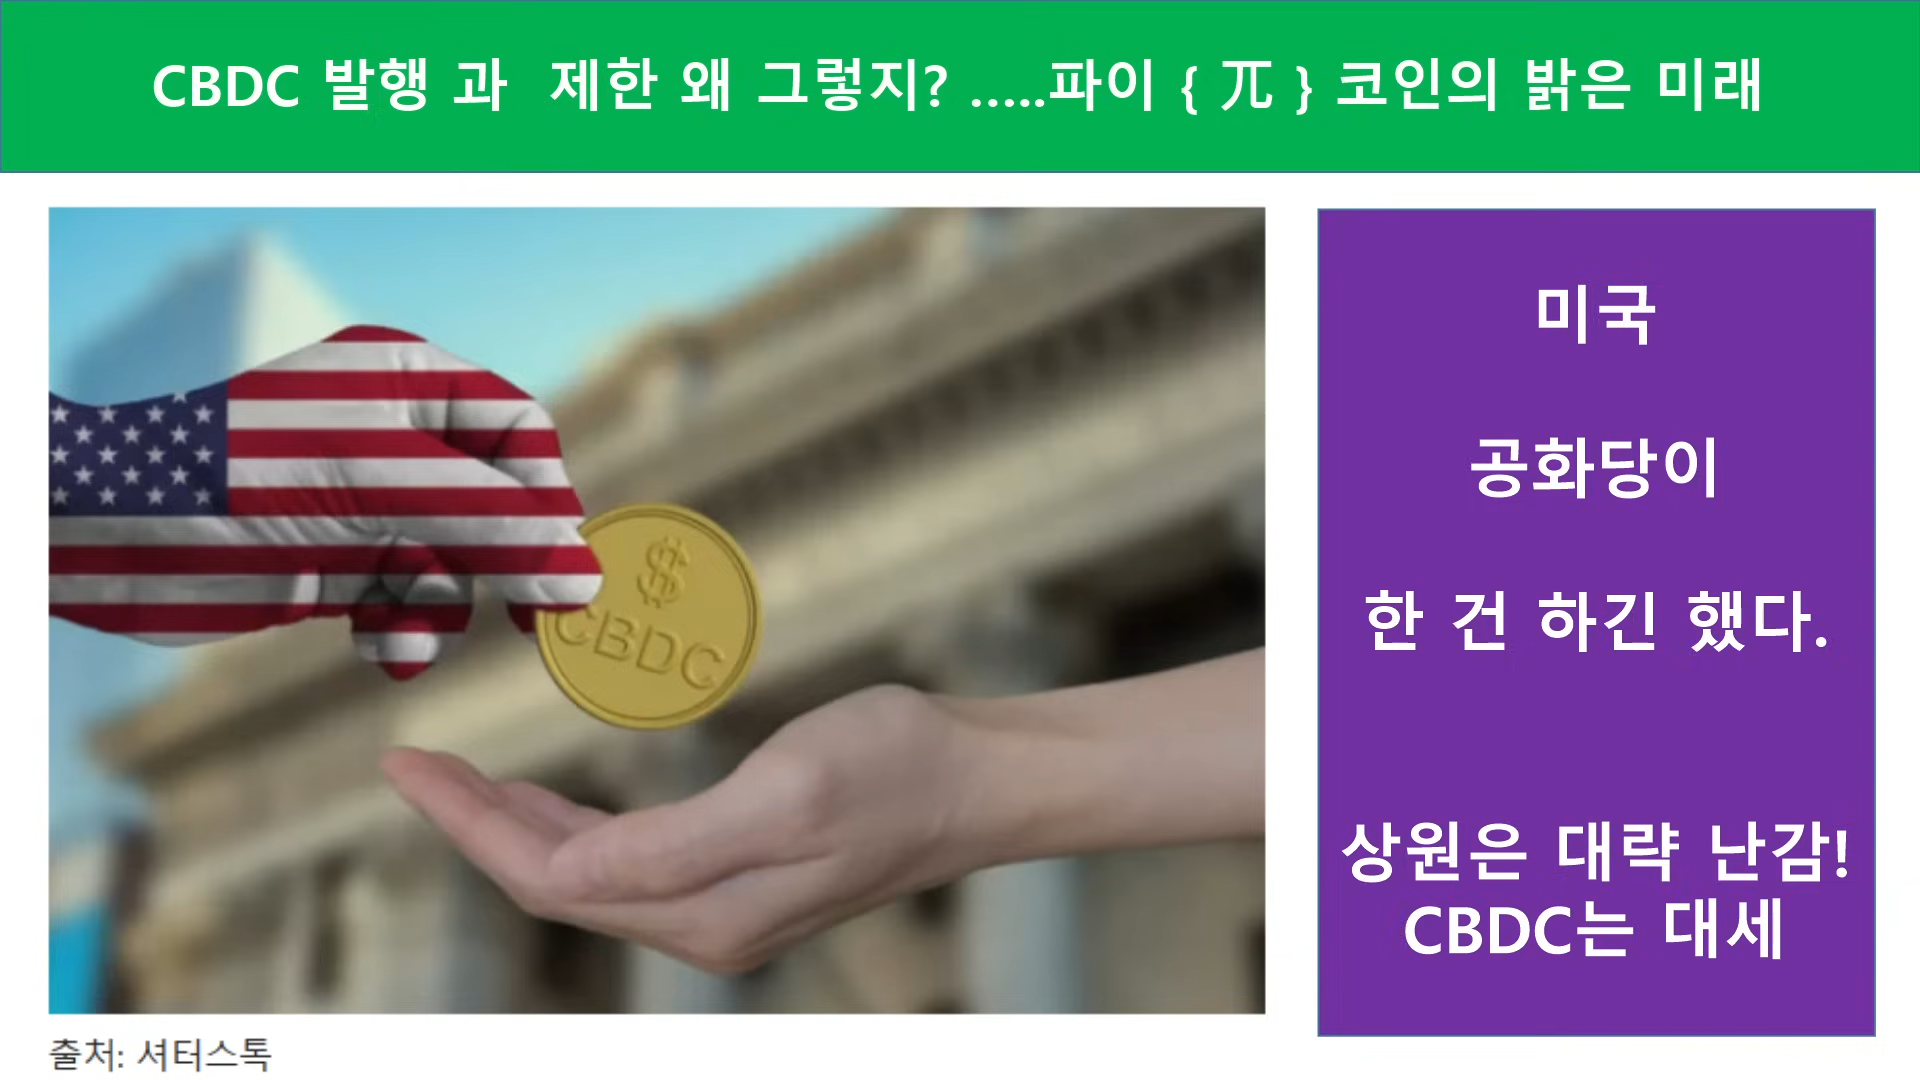 CBDC 발행 과 제한 왜 그렇지? .....파이 { 兀 } 코인의 밝은 미래
미국
공화당이
한 건 하긴 했다.
상원은 대략 난감!
CBDC는 대세
$
CBDC
출처: 셔터스톡